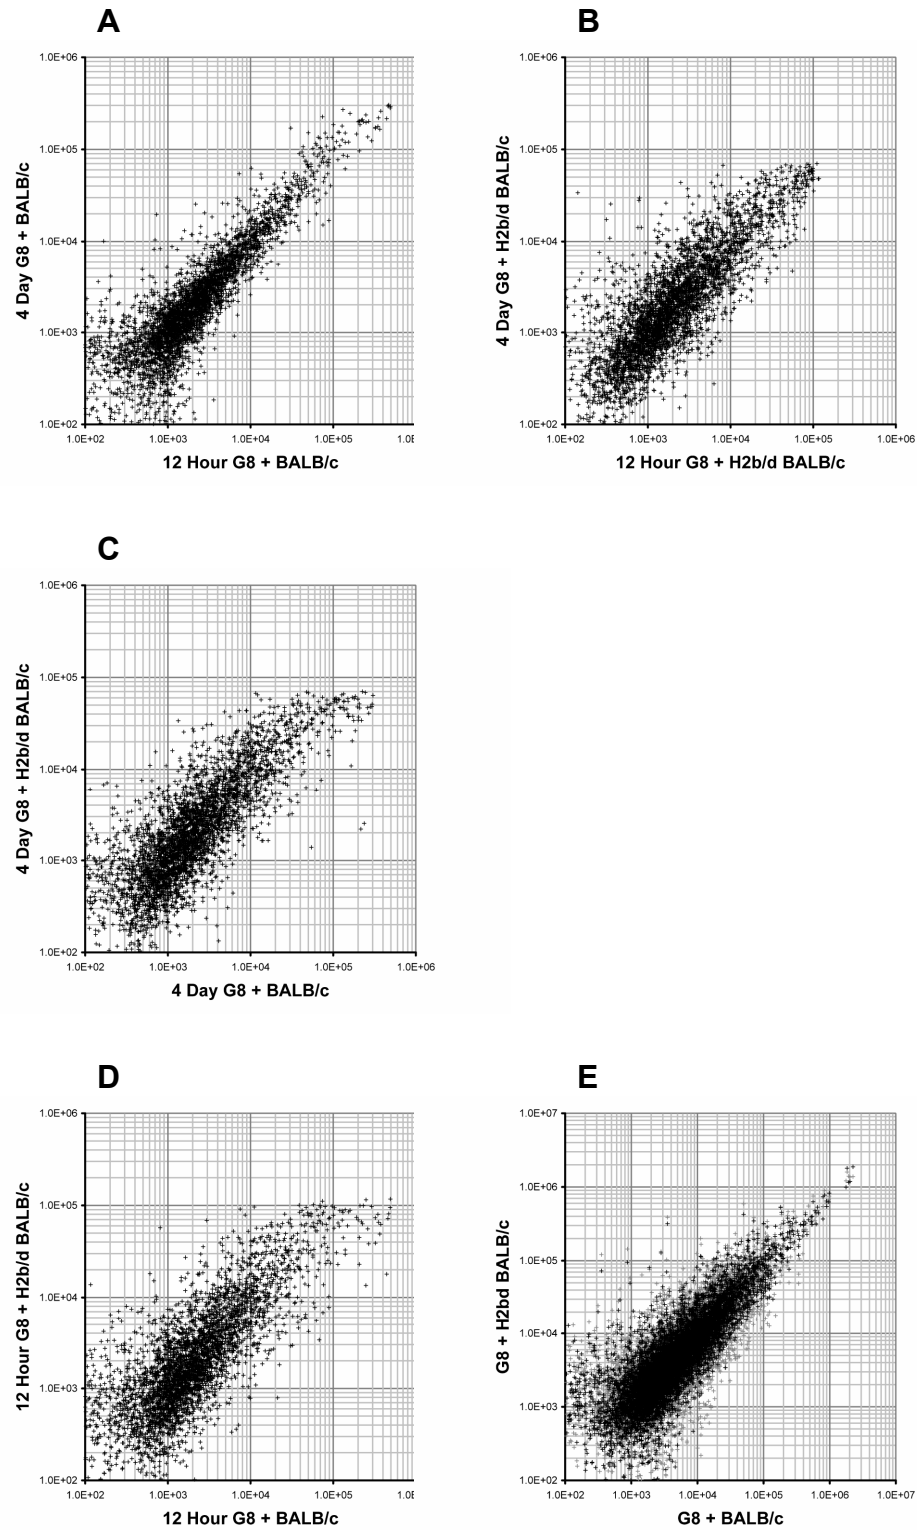 A
1.0E+06
1.0E+05
1.0E+04
1.0E+03
1.0E+02
4 Day G8 + BALB/c
1.0E+02 1.0E+03 1.0E+04 1.0E+05 1.0E
12 Hour G8 + BALB/c
B
1.0E+06
1.0E+05
1.0E+04
1.0E+03
1.0E+02
4 Day G8 + H2b/d BALB/c
1.0E+02 1.0E+03 1.0E+04 1.0E+05 1.0E+06
12 Hour G8 + H2b/d BALB/c
C
1.0E+06
1.0E+05
1.0E+04
1.0E+03
1.0E+02
4 Day G8 + H2b/d BALB/c
1.0E+02 1.0E+03 1.0E+04 1.0E+05 1.0E+06
4 Day G8 + BALB/c
D
1.0E+06
1.0E+05
1.0E+04
1.0E+03
1.0E+02
12 Hour G8 + H2b/d BALB/c
1.0E+02 1.0E+03 1.0E+04 1.0E+05 1.0E
12 Hour G8 + BALB/c
E
1.0E+07
1.0E+06
1.0E+05
1.0E+04
1.0E+03
1.0E+02
G8 + H2bd BALB/c
1.0E+02 1.0E+03 1.0E+04 1.0E+05 1.0E+06 1.0E+07
G8 + BALB/c